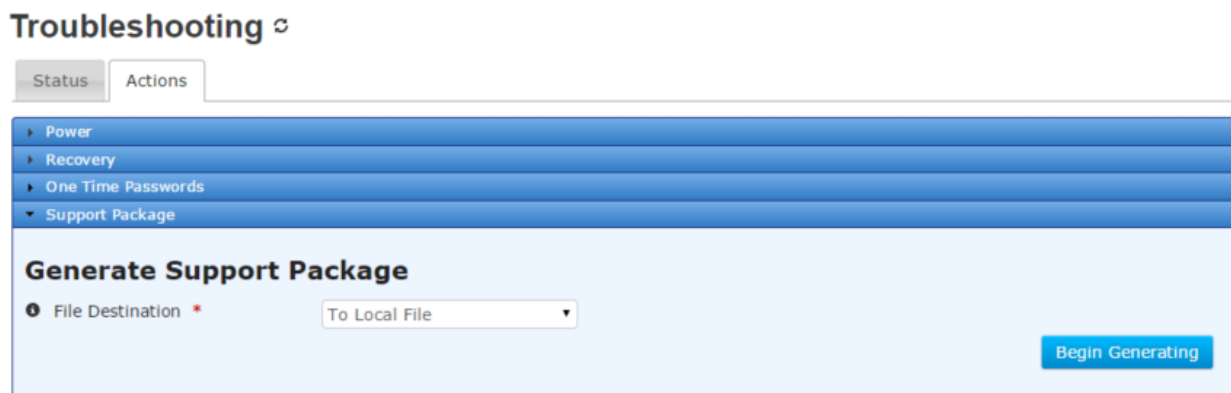 Troubleshooting
Status Actions
Power
Recovery
One Time Passwords
Support Package
Generate Support Package
File Destination * To Local File
Begin Generating